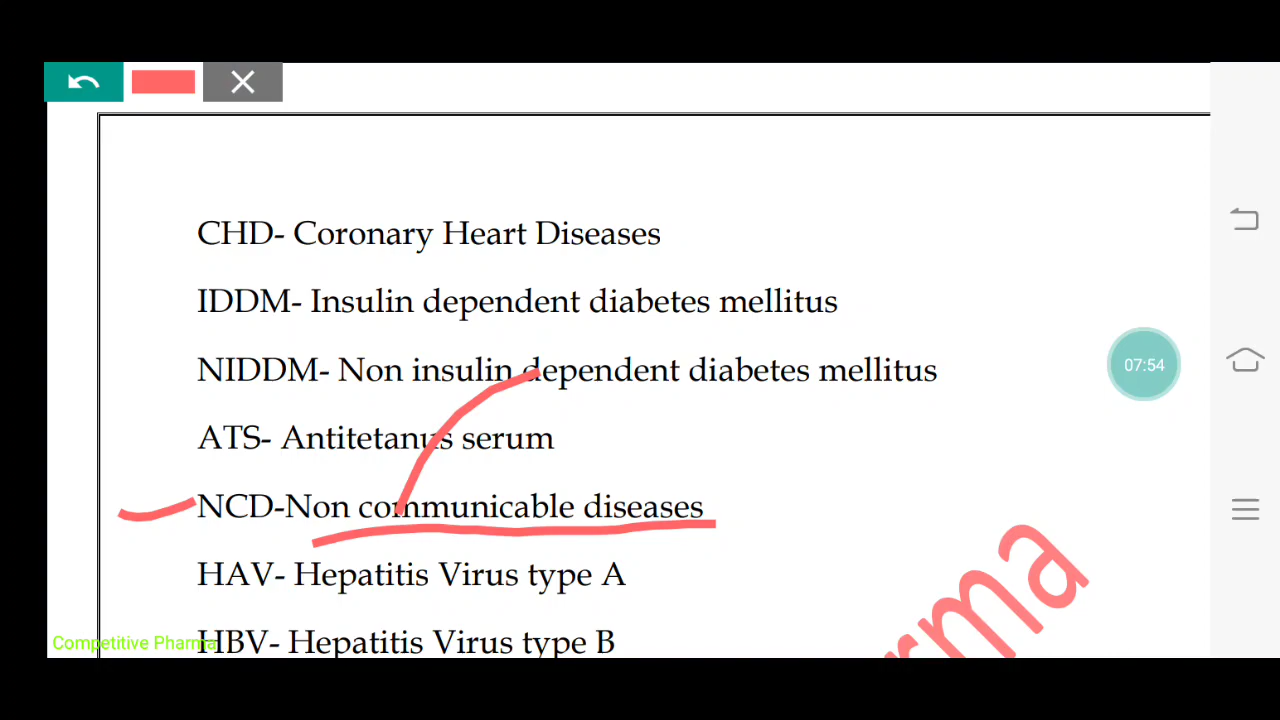 CHD- Coronary Heart Diseases
IDDM- Insulin dependent diabetes mellitus
NIDDM- Non insulin dependent diabetes mellitus
07:54
ATS- Antitetanus serum
NCD-Non communicable diseases
HAV- Hepatitis Virus type A
HBV- Hepatitis Virus type B
Competitive Pharma
rma